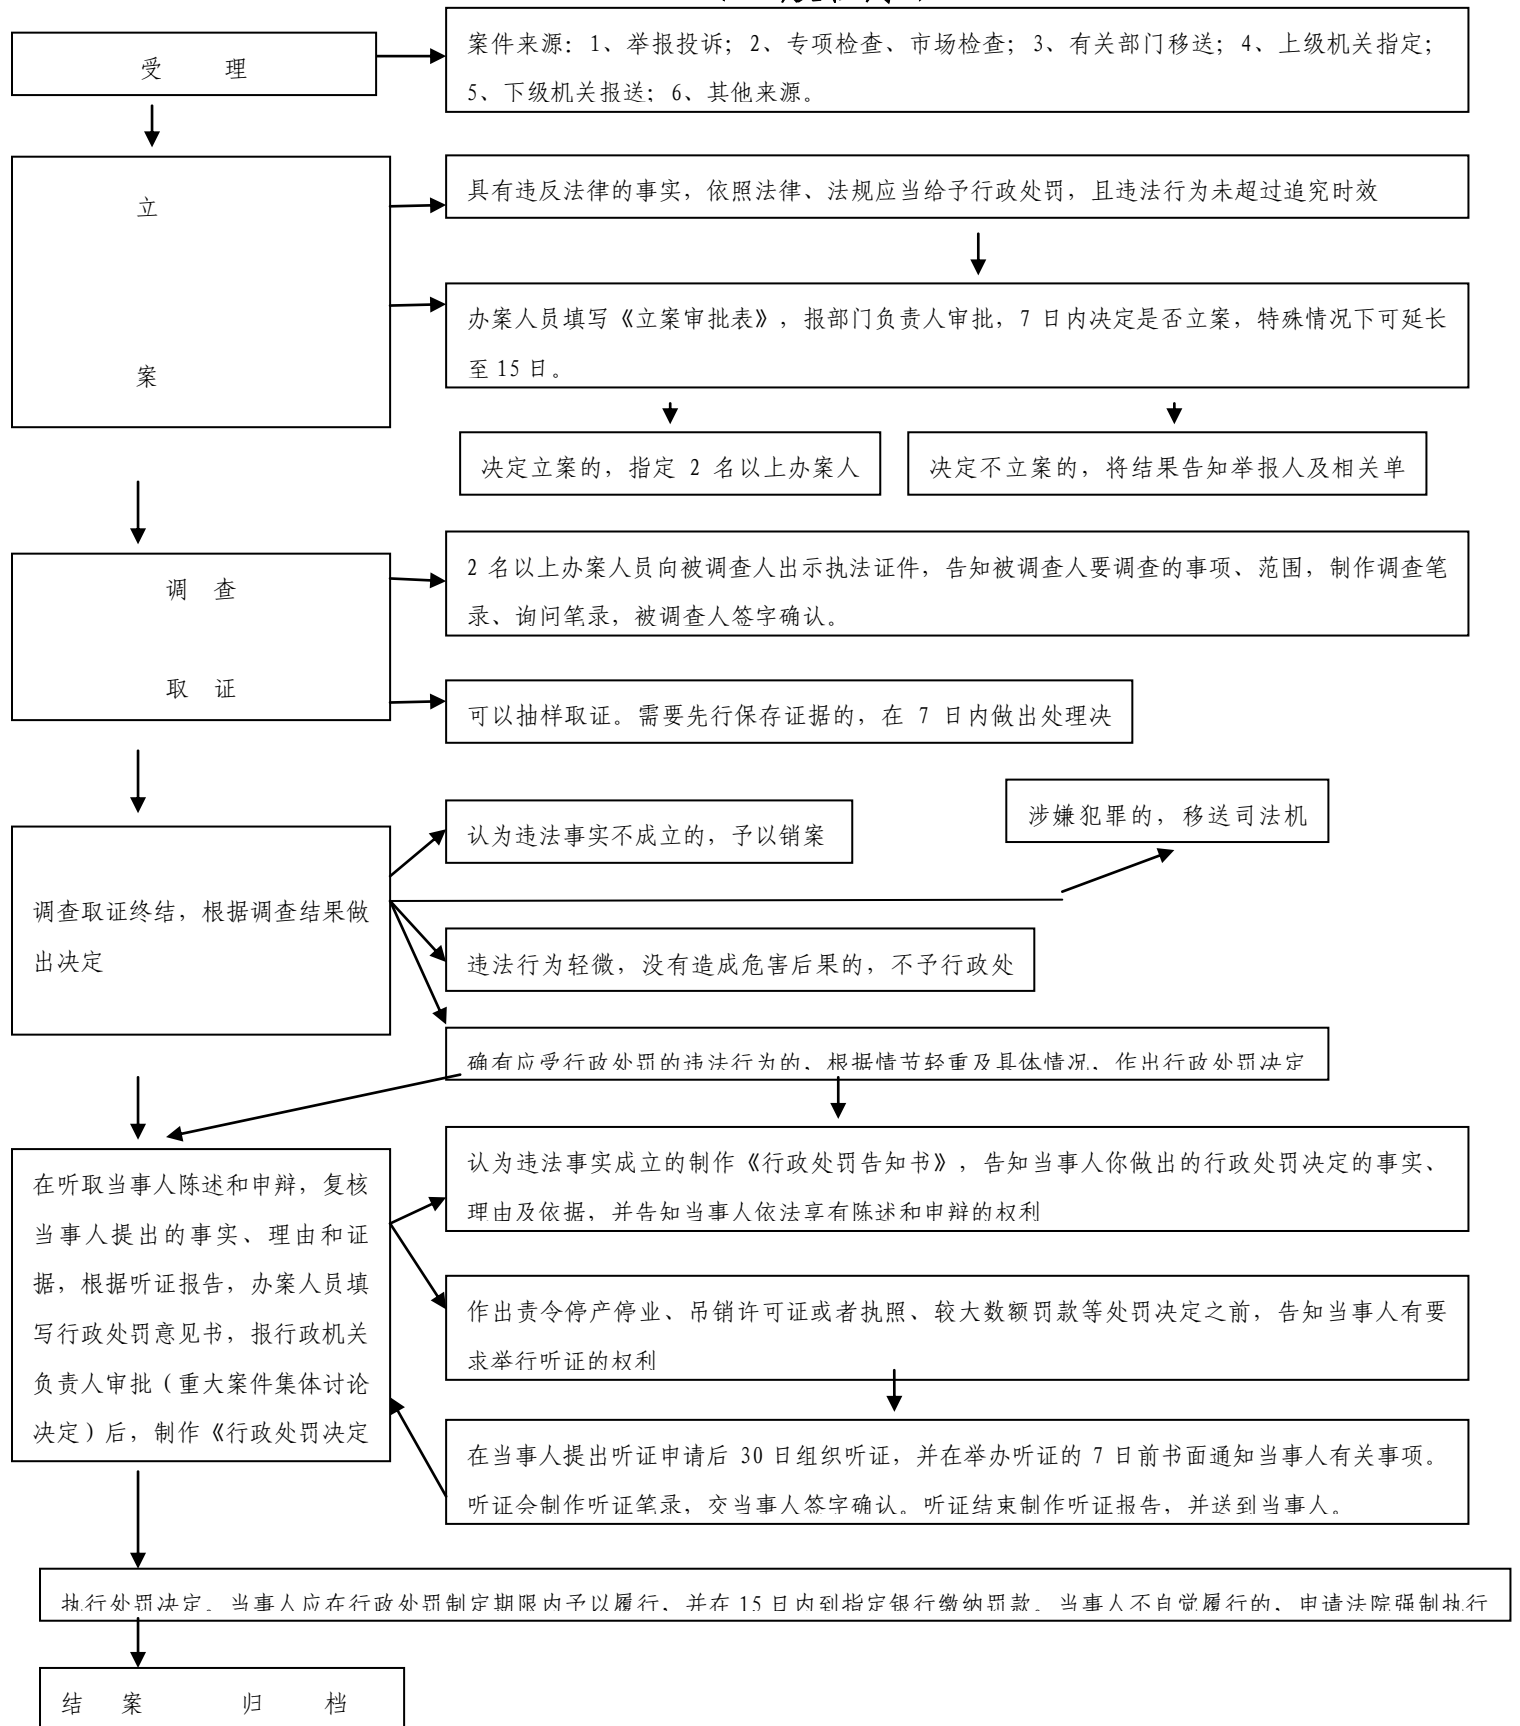 受 理
案件来源：1、举报投诉；2、专项检查、市场检查；3、有关部门移送；4、上级机关指定；
5、下级机关报送；6、其他来源。
立
案
具有违反法律的事实，依照法律、法规应当给予行政处罚，且违法行为未超过追究时效
办案人员填写《立案审批表》，报部门负责人审批，7 日内决定是否立案，特殊情况下可延长
至 15 日。
决定立案的，指定 2 名以上办案人
决定不立案的，将结果告知举报人及相关单
调 查
取 证
2 名以上办案人员向被调查人出示执法证件，告知被调查人要调查的事项、范围，制作调查笔
录、询问笔录，被调查人签字确认。
可以抽样取证。需要先行保存证据的，在 7 日内做出处理决
涉嫌犯罪的，移送司法机
认为违法事实不成立的，予以销案
调查取证终结，根据调查结果做
出决定
违法行为轻微，没有造成危害后果的，不予行政处
确有应受行政处罚的违法行为的，根据情节轻重及具体情况，作出行政处罚决定
在听取当事人陈述和申辩，复核
当事人提出的事实、理由和证
据，根据听证报告，办案人员填
写行政处罚意见书，报行政机关
负责人审批（重大案件集体讨论
决定）后，制作《行政处罚决定
认为违法事实成立的制作《行政处罚告知书》，告知当事人你做出的行政处罚决定的事实、
理由及依据，并告知当事人依法享有陈述和申辩的权利
作出责令停产停业、吊销许可证或者执照、较大数额罚款等处罚决定之前，告知当事人有要
求举行听证的权利
在当事人提出听证申请后 30 日组织听证，并在举办听证的 7 日前书面通知当事人有关事项。
听证会制作听证笔录，交当事人签字确认。听证结束制作听证报告，并送到当事人。
执行处罚决定。当事人应在行政处罚制定期限内予以履行，并在 15 日内到指定银行缴纳罚款。当事人不自觉履行的，申请法院强制执行
结 案 归 档